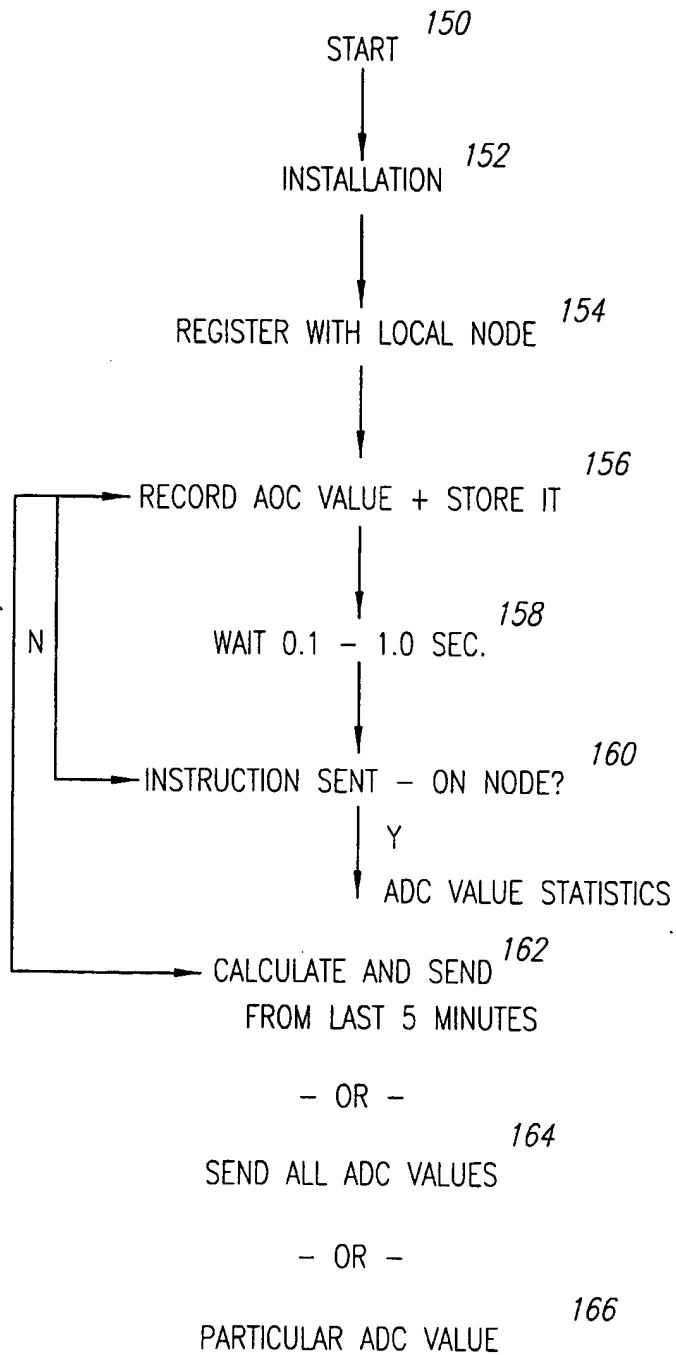 150
START
152
INSTALLATION
154
REGISTER WITH LOCAL NODE
156
RECORD AOC VALUE + STORE IT
158
N
WAIT 0.1 – 1.0 SEC.
160
INSTRUCTION SENT – ON NODE?
Y
ADC VALUE STATISTICS
162
CALCULATE AND SEND
FROM LAST 5 MINUTES
– OR –
164
SEND ALL ADC VALUES
– OR –
166
PARTICULAR ADC VALUE